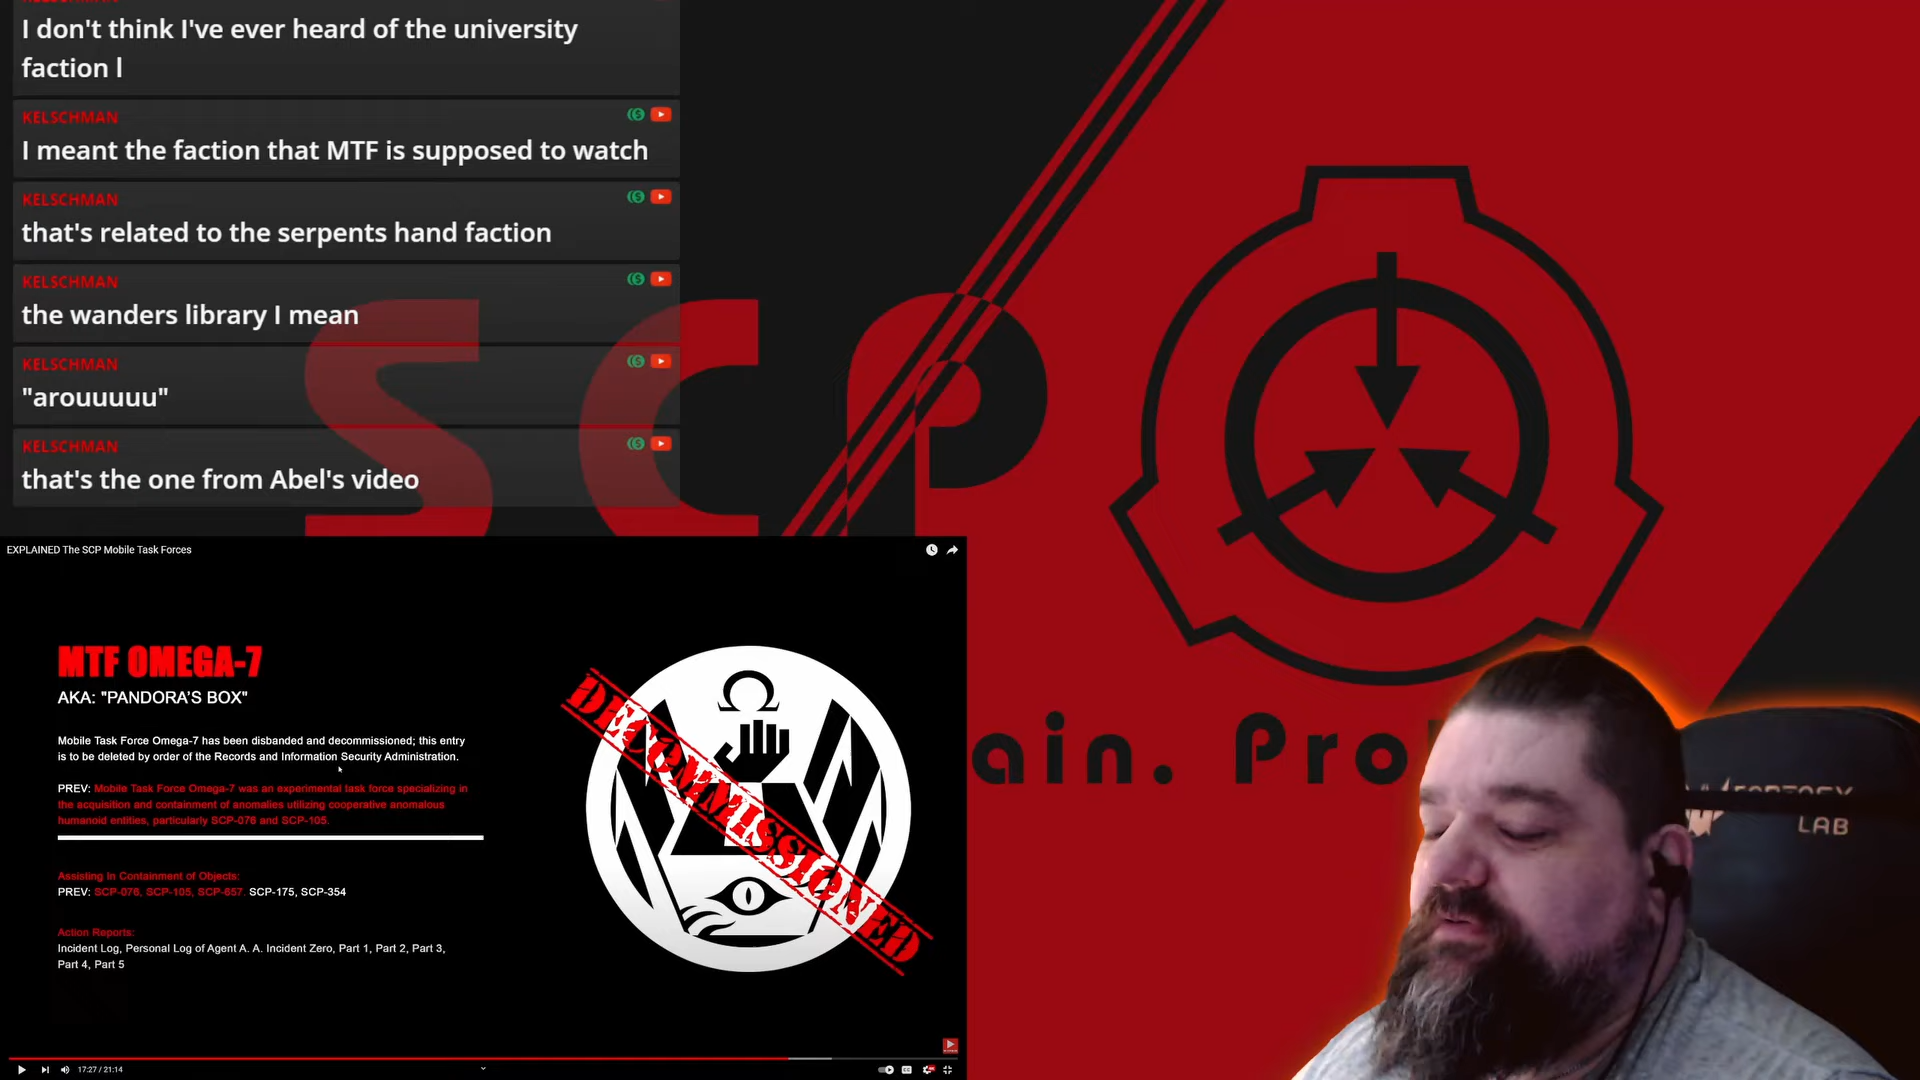 I don't think I've ever heard of the university
faction l
KELSCHMAN
I meant the faction that MTF is supposed to watch
KELSCHMAN
that's related to the serpents hand faction
KELSCHMAN
the wanders library I mean
KELSCHMAN
"arouuuuu"
KELSCHMAN
that's the one from Abel's video
SCP
EXPLAINED The SCP Mobile Task Forces
MTF OMEGA-7
AKA: "PANDORA'S BOX"
Mobile Task Force Omega-7 has been disbanded and decommissioned; this entry
is to be deleted by order of the Records and Information Security Administration.
PREV: Mobile Task Force Omega-7 was an experimental task force specializing in
the acquisition and containment of anomalies utilizing cooperative anomalous
humanoid entities, particularly SCP-076 and SCP-105.
Assisting In Containment of Objects:
PREV: SCP-076, SCP-105, SCP-657, SCP-175, SCP-354
Action Reports:
Incident Log, Personal Log of Agent A. A. Incident Zero, Part 1, Part 2, Part 3,
Part 4, Part 5
Ω
DECOMMISSIONED
17:27 / 21:14
ain. Pro
LAB